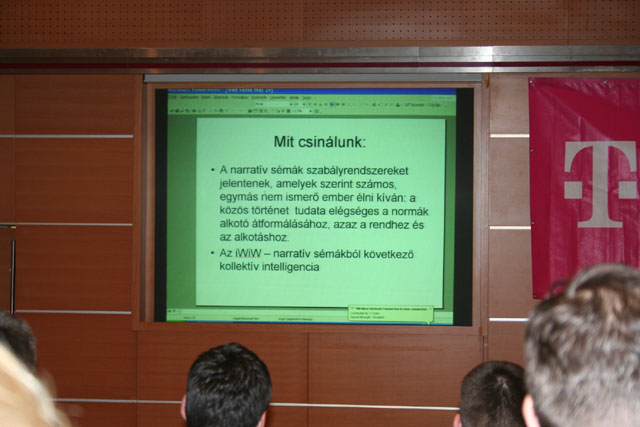 Mit csinálunk:
• A narratív sémák szabályrendszereket
jelentenek, amelyek szerint számos,
egymás nem ismerő ember élni kíván: a
közös történet tudata elégséges a normák
alkotó átformálásához, azaz a rendhez és
az alkotáshoz.
• Az iWiW – narratív sémákból következő
kollektív intelligencia
T